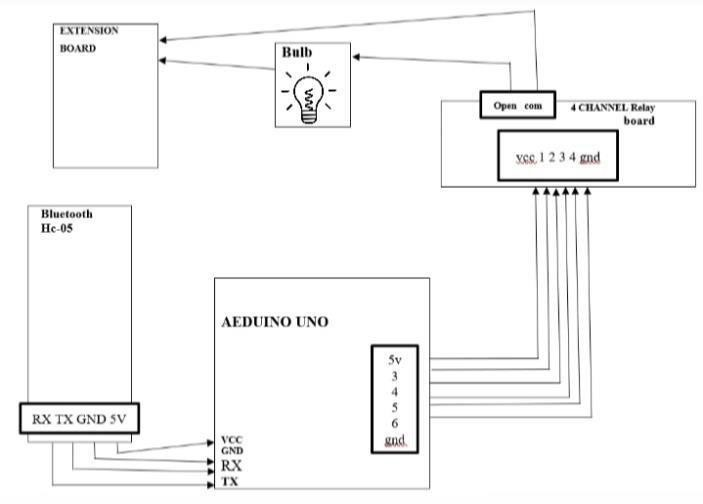 EXTENSION
BOARD
Bulb
Open com
4 CHANNEL Relay
board
vcc 1 2 3 4 gnd
Bluetooth
Hc-05
AEDUINO UNO
5v
3
4
5
6
gnd
RX TX GND 5V
VCC
GND
RX
TX